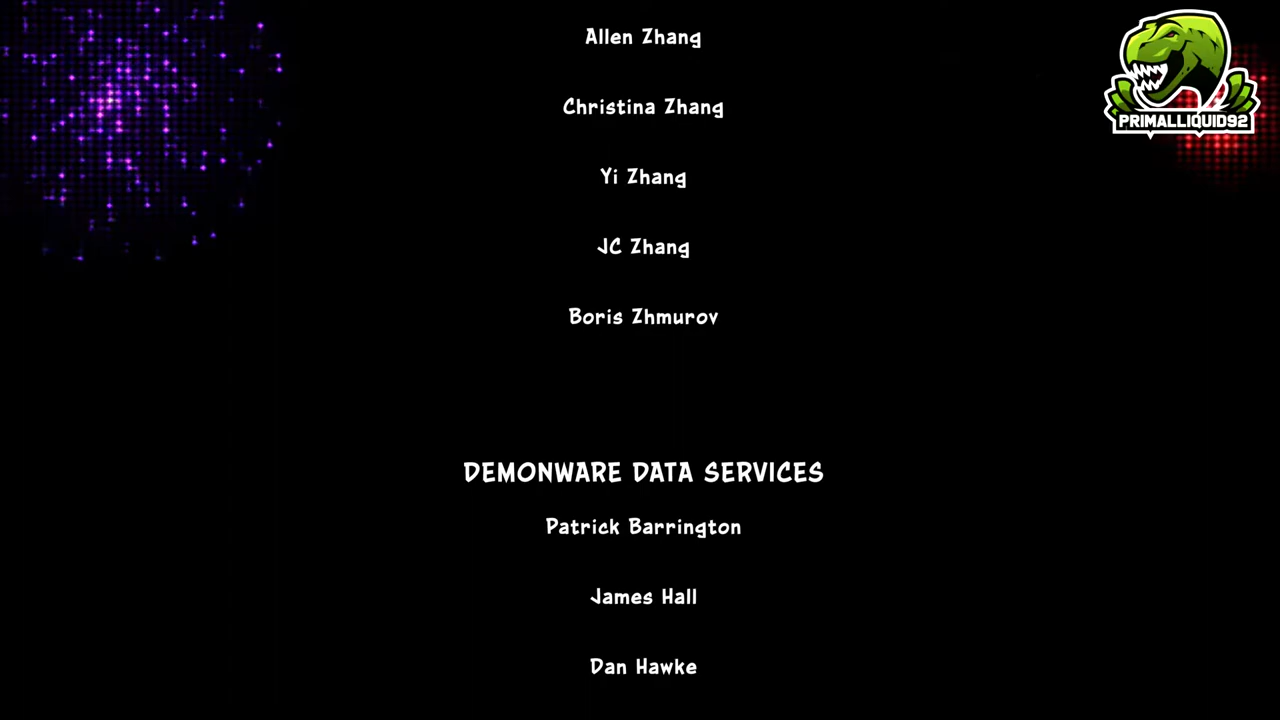 Allen Zhang
PRIMALLIQUID92
Christina Zhang
Yi Zhang
JC Zhang
Boris Zhmurov
DEMONWARE DATA SERVICES
Patrick Barrington
James Hall
Dan Hawke